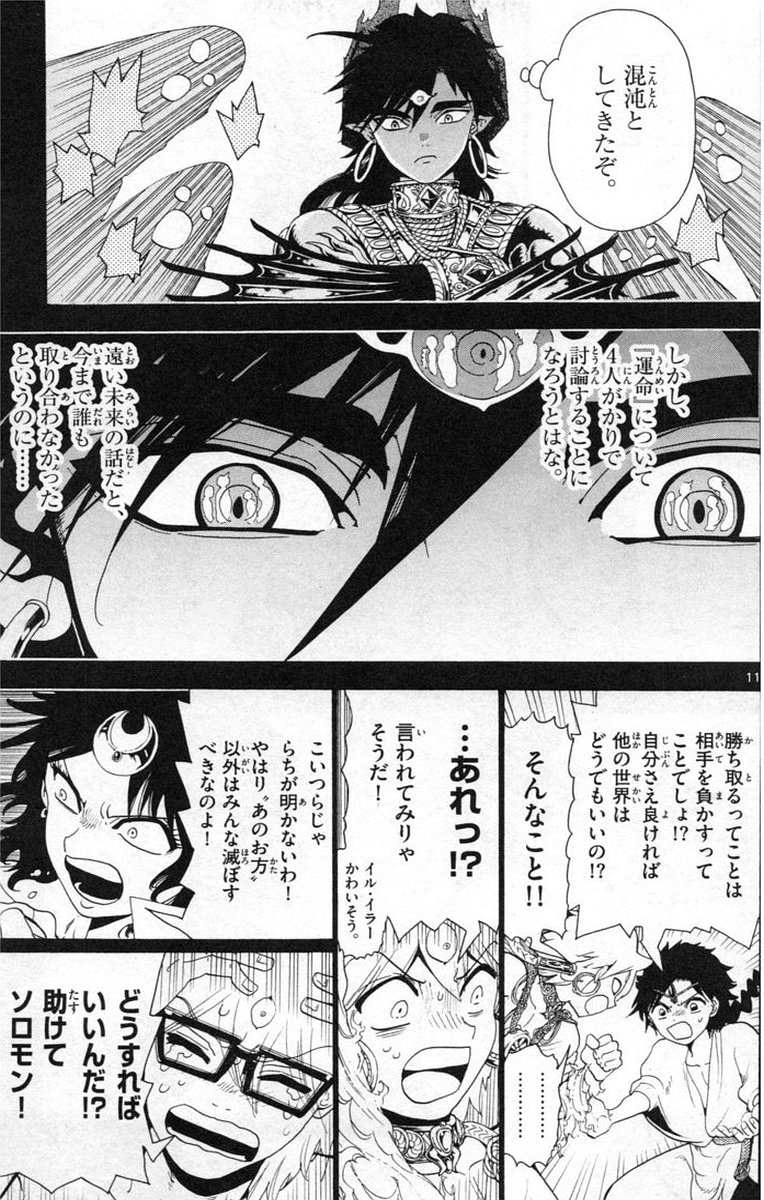 混沌と
してきたぞ。
しかし、
『運命』について
4人がかりで
討論することに
なろうとはな。
遠い未来の話だと、
今まで誰も
取り合わなかった
というのに……
11
勝ち取るってことは
相手を負かすって
ことでしょ!?
自分さえ良ければ
他の世界は
どうでもいいの!?
そんなこと!!
…………
…あれっ!?
言われてみりゃ
そうだ!
イル・イラー
かわいそう。
こいつらじゃ
らちが明かないわ!
やはり〝あのお方〟
以外はみんな滅ぼす
べきなのよ!
どうすれば
いいんだ!?
助けて
ソロモン!